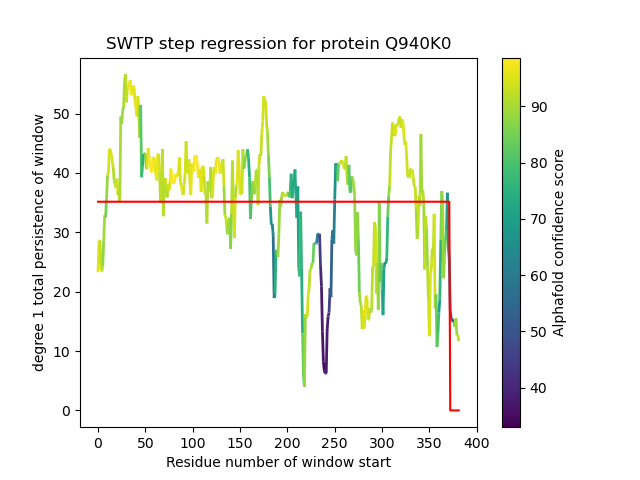 SWTP step regression for protein Q940K0
degree 1 total persistence of window
50
40
30
20
10
0
0 50 100 150 200 250 300 350 400
Residue number of window start
90
80
70
60
50
40
Alphafold confidence score